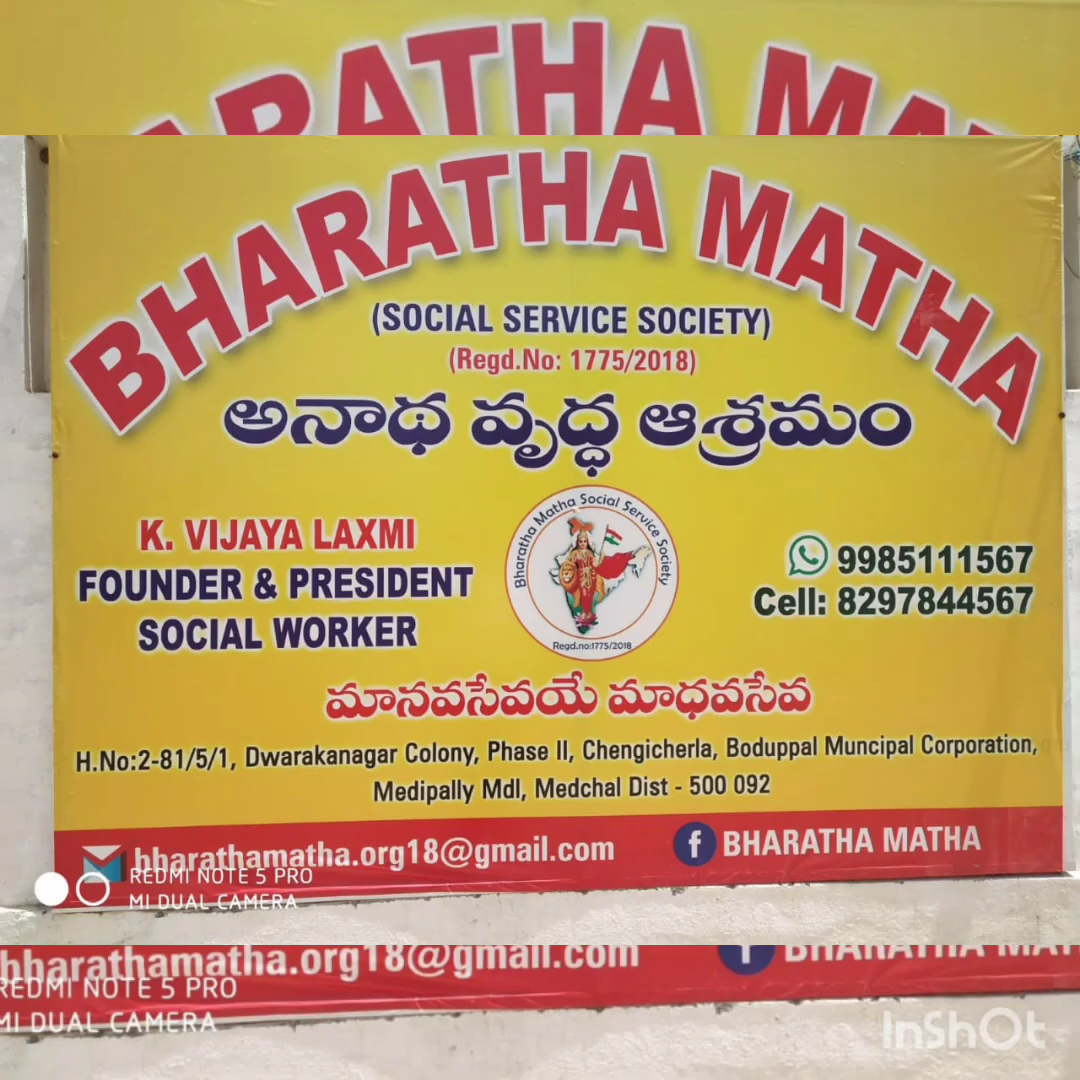 BHARATHA MATHA
BHARATHA MATHA
(SOCIAL SERVICE SOCIETY)
(Regd.No: 1775/2018)
అనాథ వృద్ధ ఆశ్రమం
K. VIJAYA LAXMI
FOUNDER & PRESIDENT
SOCIAL WORKER
Bharatha Matha Social Service Society
Regd.no:1775/2018
9985111567
Cell: 8297844567
మానవసేవయే మాధవసేవ
H.No:2-81/5/1, Dwarakanagar Colony, Phase II, Chengicherla, Boduppal Muncipal Corporation,
Medipally Mdl, Medchal Dist - 500 092
hharathamatha.org18@gmail.com
f BHARATHA MATHA
REDMI NOTE 5 PRO
MI DUAL CAMERA
hharathamatha.org18@gmail.com
REDMI NOTE 5 PRO
MI DUAL CAMERA
InShOt